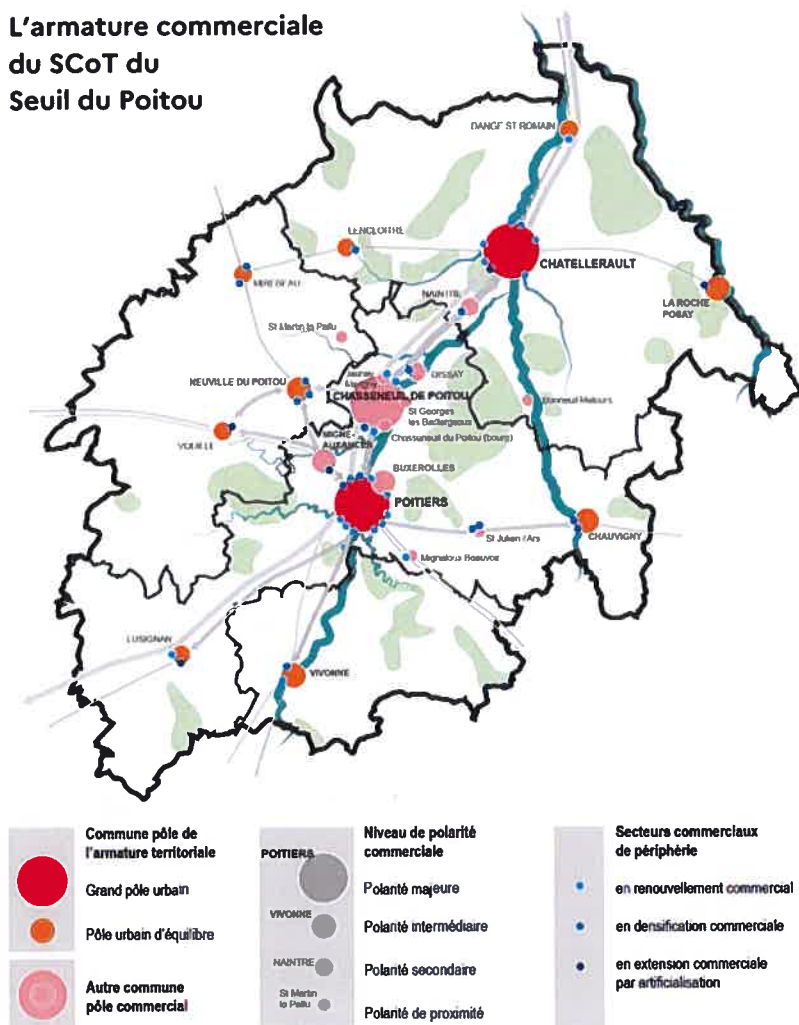 L'armature commerciale
du SCoT du
Seuil du Poitou
DANGE ST ROMAIN
LENCLOITRE
CHATELLERAULT
MIREBEAU
NAINTRE
LA ROCHE
POSAY
St Martin la Pallu
Jaunay
Marigny
DISSAY
NEUVILLE DU POITOU
CHASSENEUIL DE POITOU
Bonneuil Matours
St Georges
les Baillargeaux
VOUILLE
MIGNE-
AUXANCES
Chasseneuil du Poitou (bourg)
BUXEROLLES
POITIERS
St Julien l'Ars
CHAUVIGNY
Mignaloux Beauvoir
LUSIGNAN
VIVONNE
Commune pôle de
l'armature territoriale
Grand pôle urbain
Pôle urbain d'équilibre
Autre commune
pôle commercial
Niveau de polarité
commerciale
POITIERS
Polarité majeure
VIVONNE
Polarité intermédiaire
NAINTRE
Polarité secondaire
St Martin
la Pallu
Polarité de proximité
Secteurs commerciaux
de périphérie
en renouvellement commercial
en densification commerciale
en extension commerciale
par artificialisation